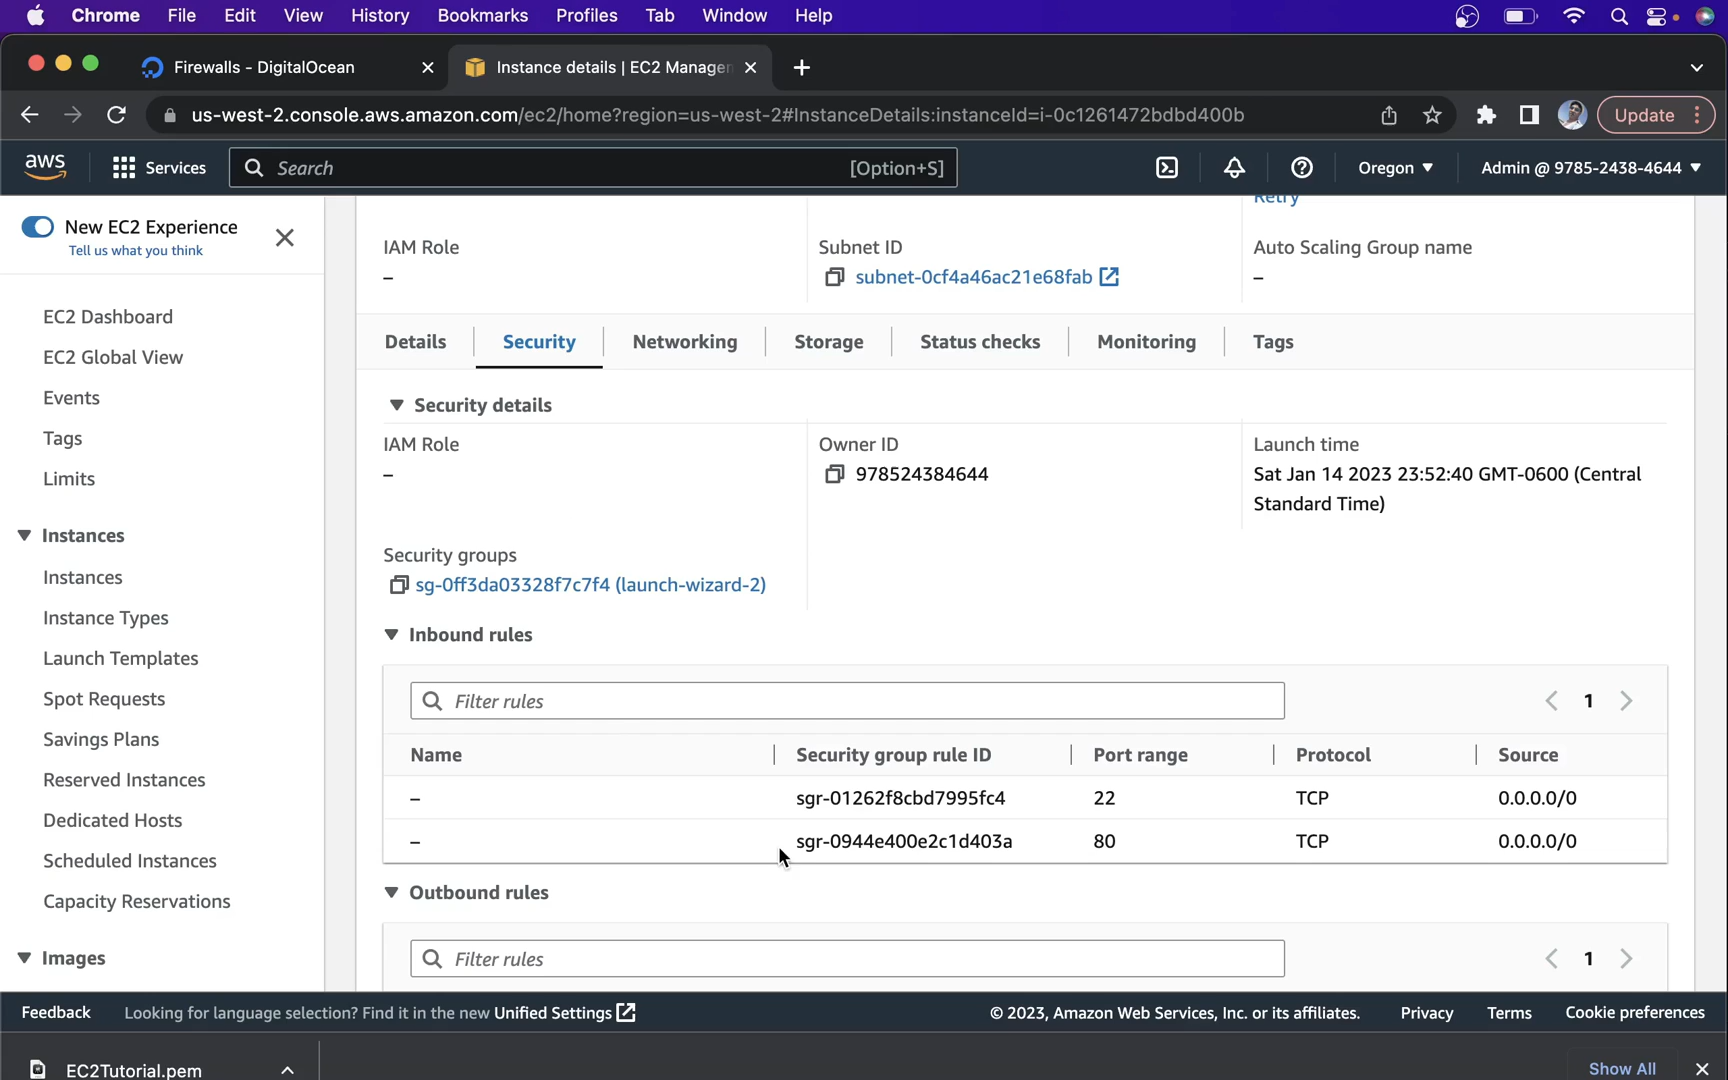 Chrome File Edit View History Bookmarks Profiles Tab Window Help
Firewalls - DigitalOcean Instance details | EC2 Manager
us-west-2.console.aws.amazon.com/ec2/home?region=us-west-2#InstanceDetails:instanceId=i-0c1261472bdbd400b Update
aws Services Search [Option+S] Oregon Admin @ 9785-2438-4644
New EC2 Experience
Tell us what you think
EC2 Dashboard
EC2 Global View
Events
Tags
Limits
Instances
Instances
Instance Types
Launch Templates
Spot Requests
Savings Plans
Reserved Instances
Dedicated Hosts
Scheduled Instances
Capacity Reservations
Images
Retry
IAM Role Subnet ID Auto Scaling Group name
– subnet-0cf4a46ac21e68fab –
Details Security Networking Storage Status checks Monitoring Tags
Security details
IAM Role Owner ID Launch time
– 978524384644 Sat Jan 14 2023 23:52:40 GMT-0600 (Central
Standard Time)
Security groups
sg-0ff3da03328f7c7f4 (launch-wizard-2)
Inbound rules
Filter rules 1
Name Security group rule ID Port range Protocol Source
– sgr-01262f8cbd7995fc4 22 TCP 0.0.0.0/0
– sgr-0944e400e2c1d403a 80 TCP 0.0.0.0/0
Outbound rules
Filter rules 1
Feedback Looking for language selection? Find it in the new Unified Settings © 2023, Amazon Web Services, Inc. or its affiliates. Privacy Terms Cookie preferences
EC2Tutorial.pem Show All